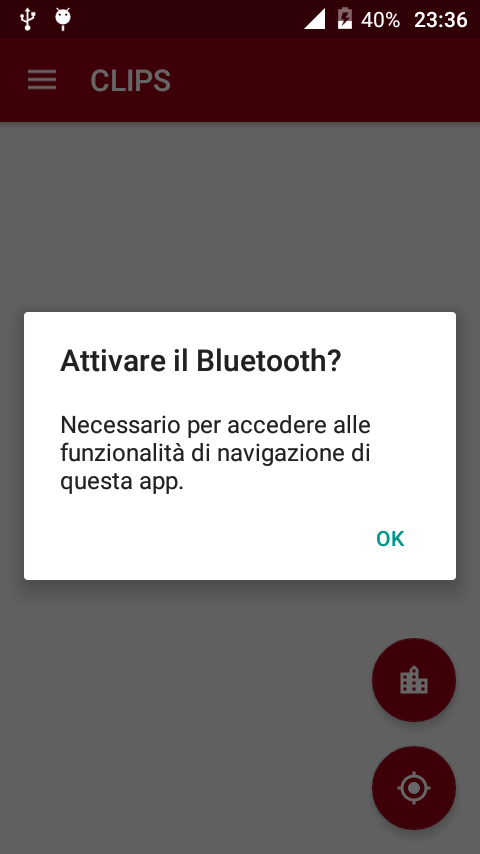 40% 23:36
CLIPS
Attivare il Bluetooth?
Necessario per accedere alle
funzionalità di navigazione di
questa app.
OK